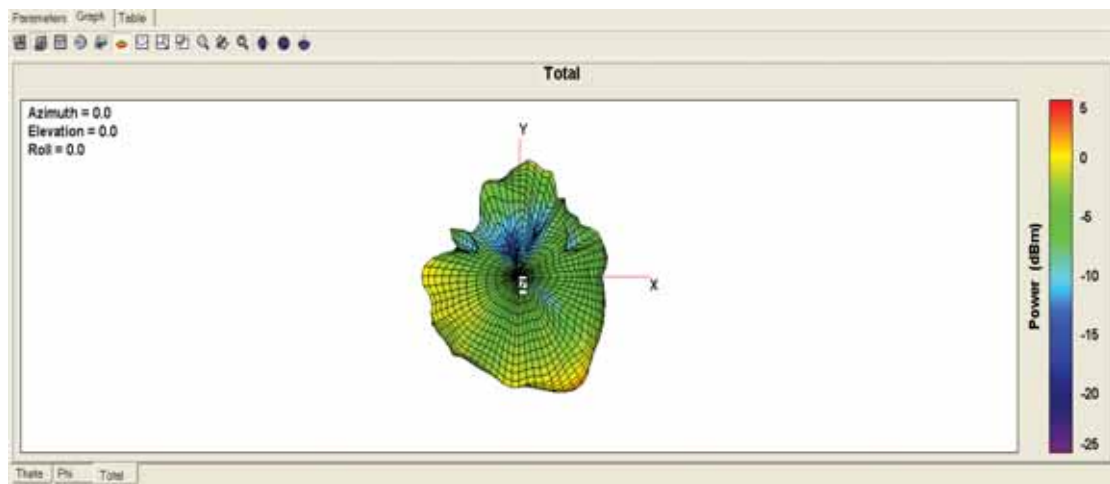 Parameters Graph Table
Total
Azimuth = 0.0
Elevation = 0.0
Roll = 0.0
Y
X
Z
Power (dBm)
5
0
-5
-10
-15
-20
-25
Theta Phi Total